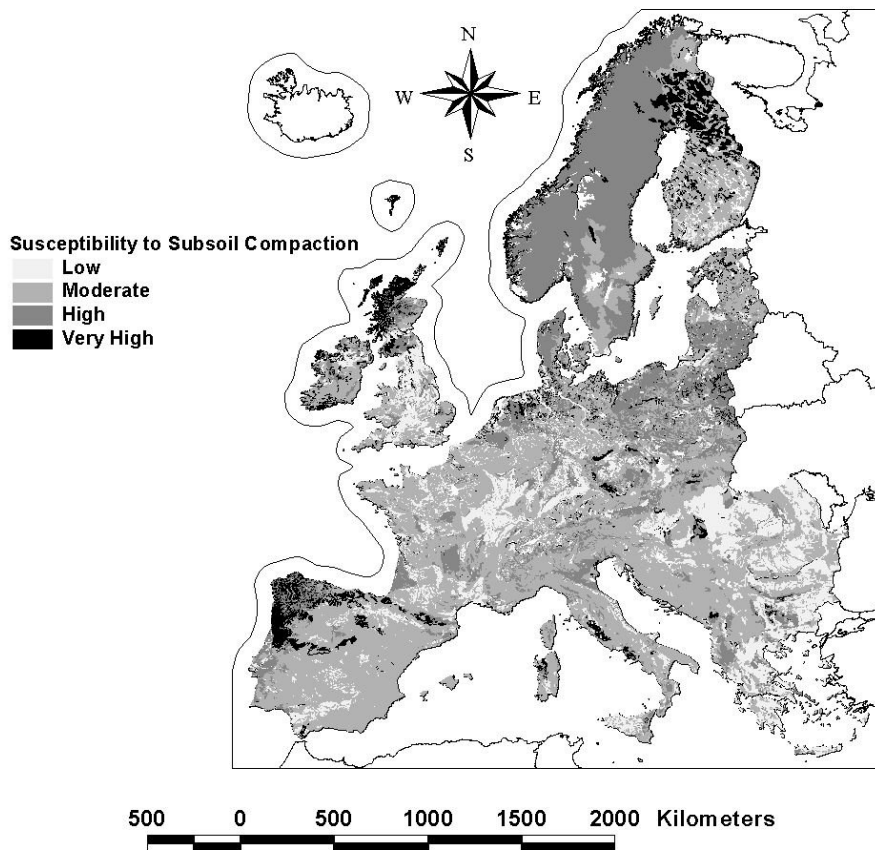 N
W E
S
Susceptibility to Subsoil Compaction
Low
Moderate
High
Very High
500 0 500 1000 1500 2000 Kilometers